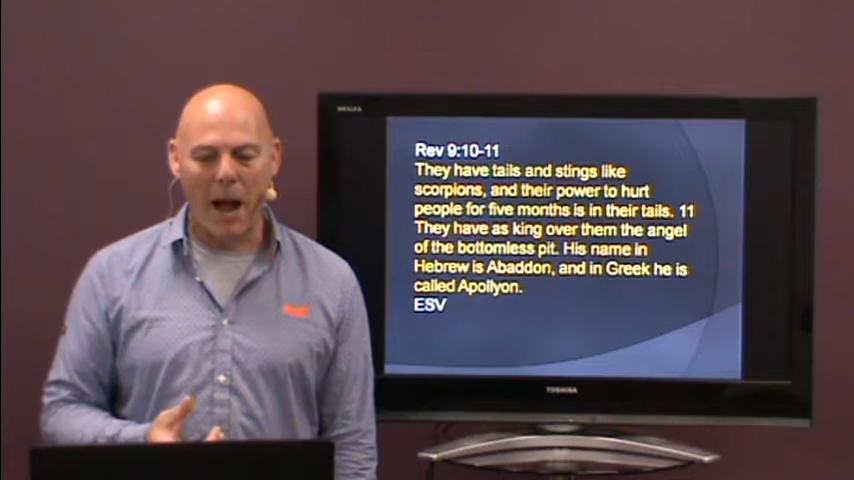 Rev 9:10-11
They have tails and stings like
scorpions, and their power to hurt
people for five months is in their tails. 11
They have as king over them the angel
of the bottomless pit. His name in
Hebrew is Abaddon, and in Greek he is
called Apollyon.
ESV
TOSHIBA